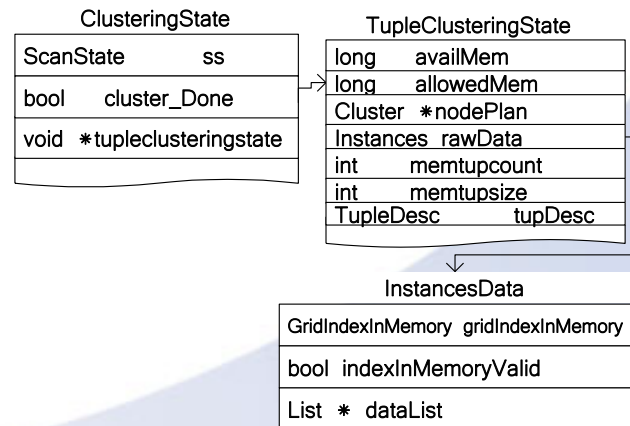 ClusteringState
ScanState ss
bool cluster_Done
void *tupleclusteringstate
TupleClusteringState
long availMem
long allowedMem
Cluster *nodePlan
Instances rawData
int memtupcount
int memtupsize
TupleDesc tupDesc
InstancesData
GridIndexInMemory gridIndexInMemory
bool indexInMemoryValid
List * dataList